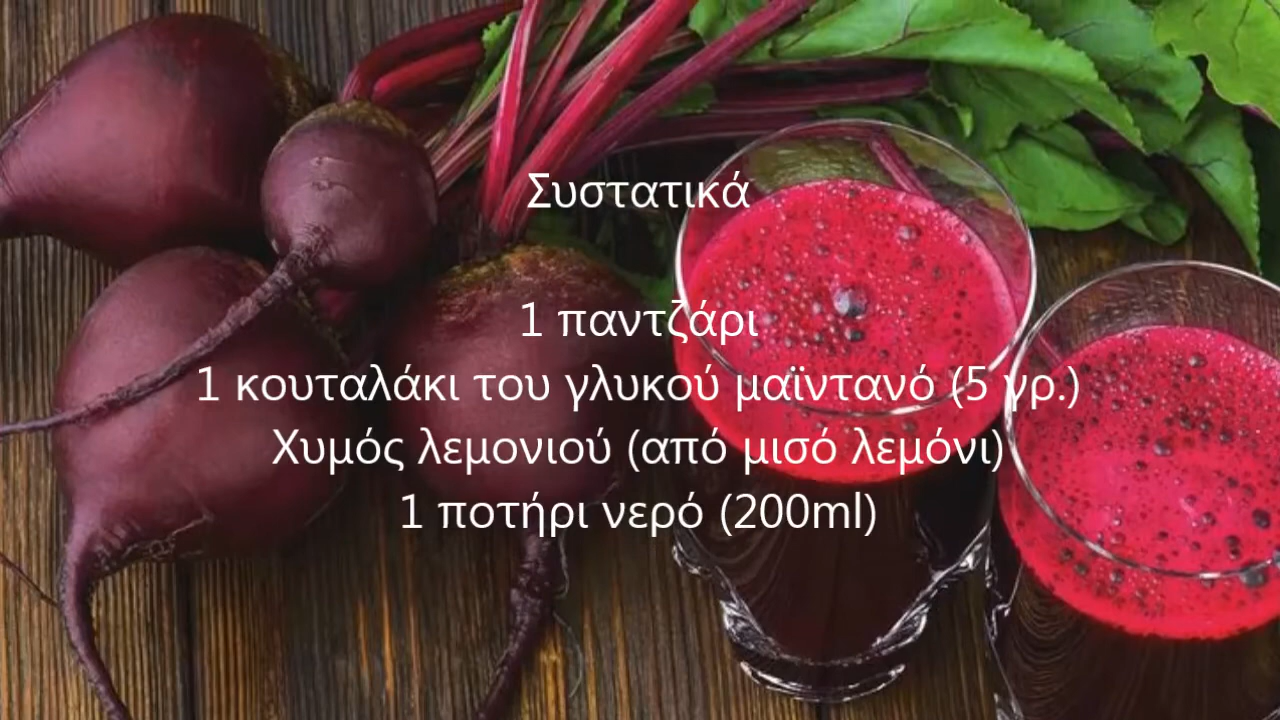 Συστατικά
1 παντζάρι
1 κουταλάκι του γλυκού μαϊντανό (5 γρ.)
Χυμός λεμονιού (από μισό λεμόνι)
1 ποτήρι νερό (200ml)